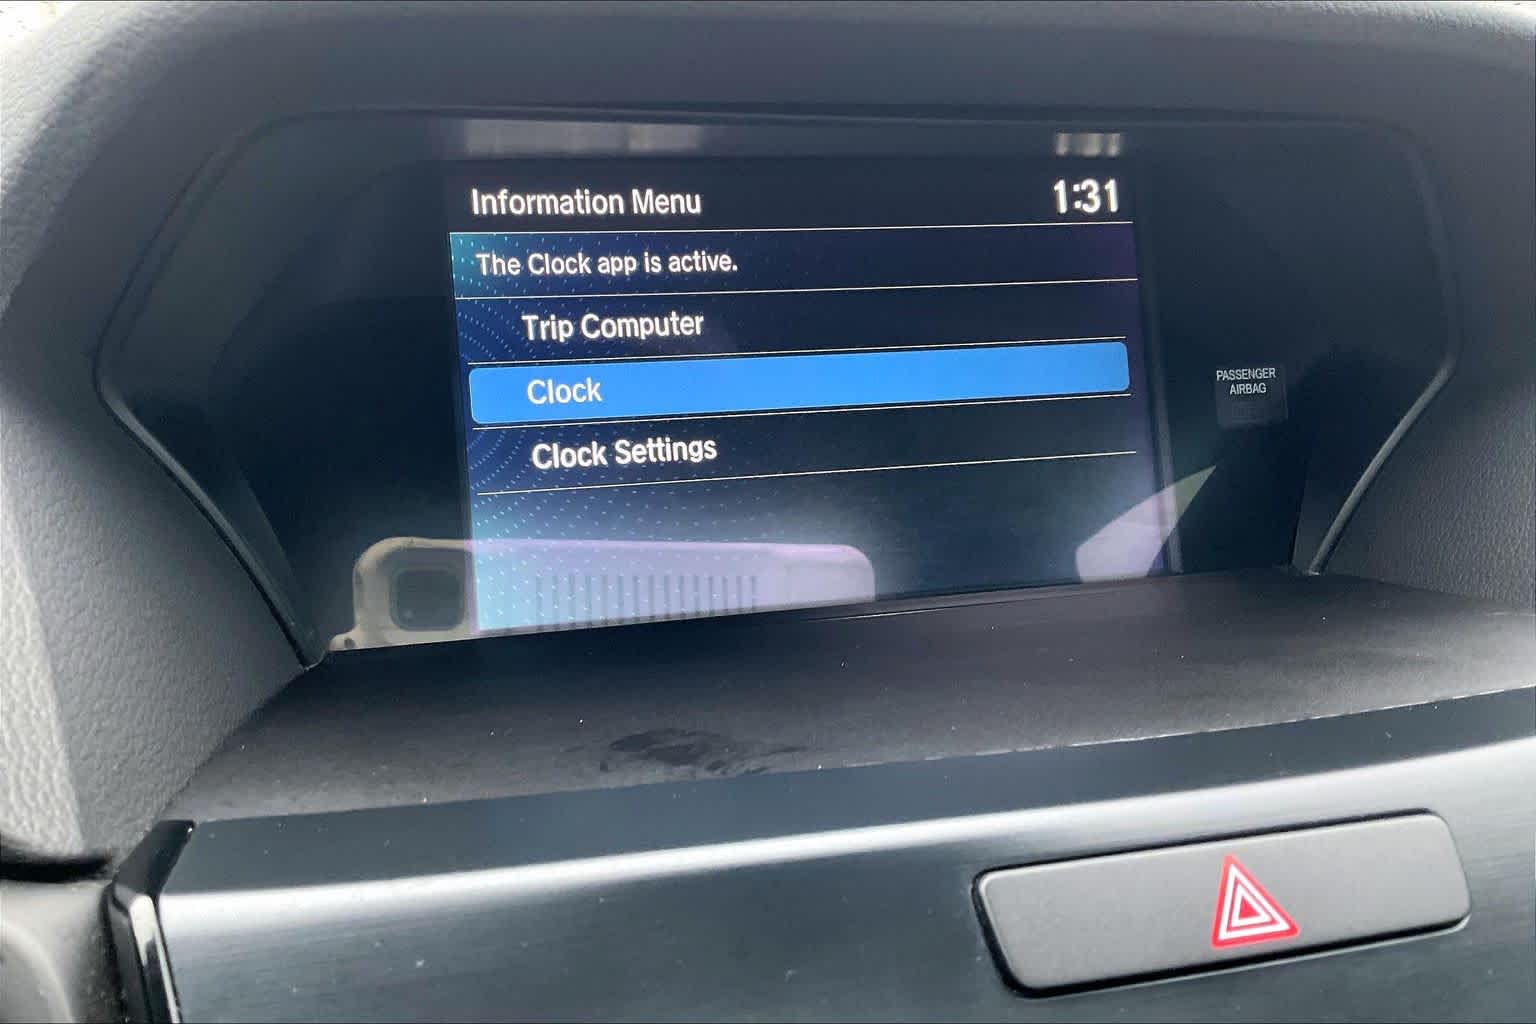 Information Menu
1:31
The Clock app is active.
Trip Computer
Clock
Clock Settings
PASSENGER
AIRBAG